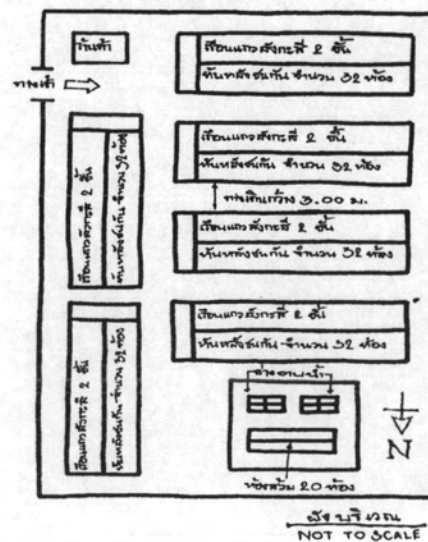 ร้านค้า
ทางเข้า
เรือนแถวสังกะสี 2 ชั้น
หันหลังชนกัน จำนวน 32 ห้อง
เรือนแถวสังกะสี 2 ชั้น
หันหลังชนกัน จำนวน 32 ห้อง
ทางเดินกว้าง 3.00 ม.
เรือนแถวสังกะสี 2 ชั้น
หันหลังชนกัน จำนวน 32 ห้อง
เรือนแถวสังกะสี 2 ชั้น
หันหลังชนกัน จำนวน 32 ห้อง
เรือนแถวสังกะสี 2 ชั้น
หันหลังชนกัน จำนวน 32 ห้อง
เรือนแถวสังกะสี 2 ชั้น
หันหลังชนกัน จำนวน 32 ห้อง
อ่างอาบน้ำ
ห้องส้วม 20 ห้อง
N
ผังบริเวณ
NOT TO SCALE